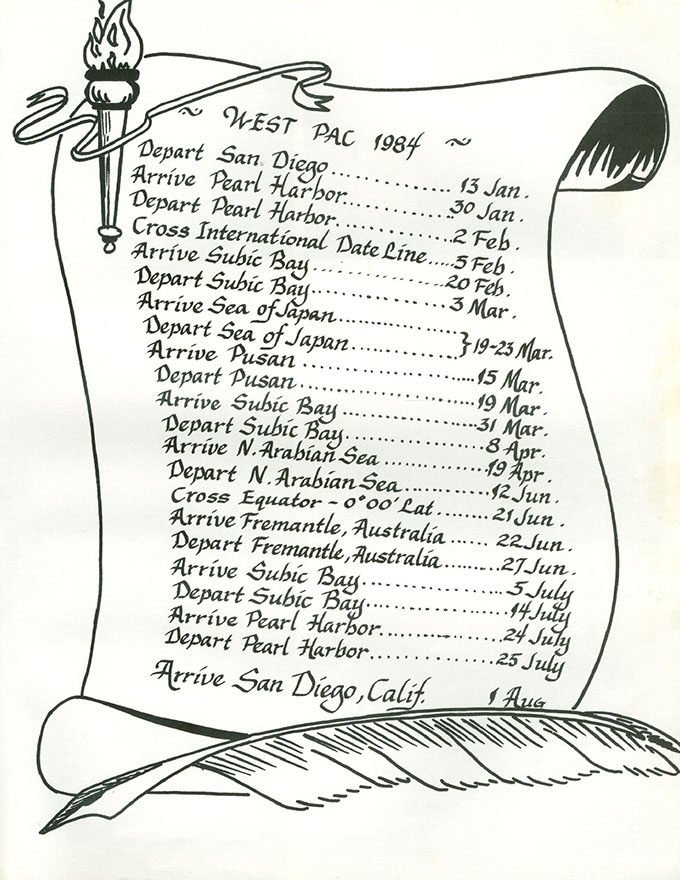 ~ WEST PAC 1984 ~
Depart San Diego............... 13 Jan.
Arrive Pearl Harbor............30 Jan.
Depart Pearl Harbor............2 Feb.
Cross International Date Line....5 Feb.
Arrive Subic Bay...............20 Feb.
Depart Subic Bay...............3 Mar.
Arrive Sea of Japan...............
Depart Sea of Japan............} 19-23 Mar.
Arrive Pusan ..................15 Mar.
Depart Pusan ..................19 Mar.
Arrive Subic Bay ...............31 Mar.
Depart Subic Bay...............8 Apr.
Arrive N. Arabian Sea ............19 Apr.
Depart N. Arabian Sea............12 Jun.
Cross Equator - 0°00' Lat.........21 Jun.
Arrive Fremantle, Australia ...... 22 Jun.
Depart Fremantle, Australia .........27 Jun.
Arrive Subic Bay...............5 July
Depart Subic Bay...............14 July
Arrive Pearl Harbor............24 July
Depart Pearl Harbor............25 July
Arrive San Diego, Calif. 1 Aug